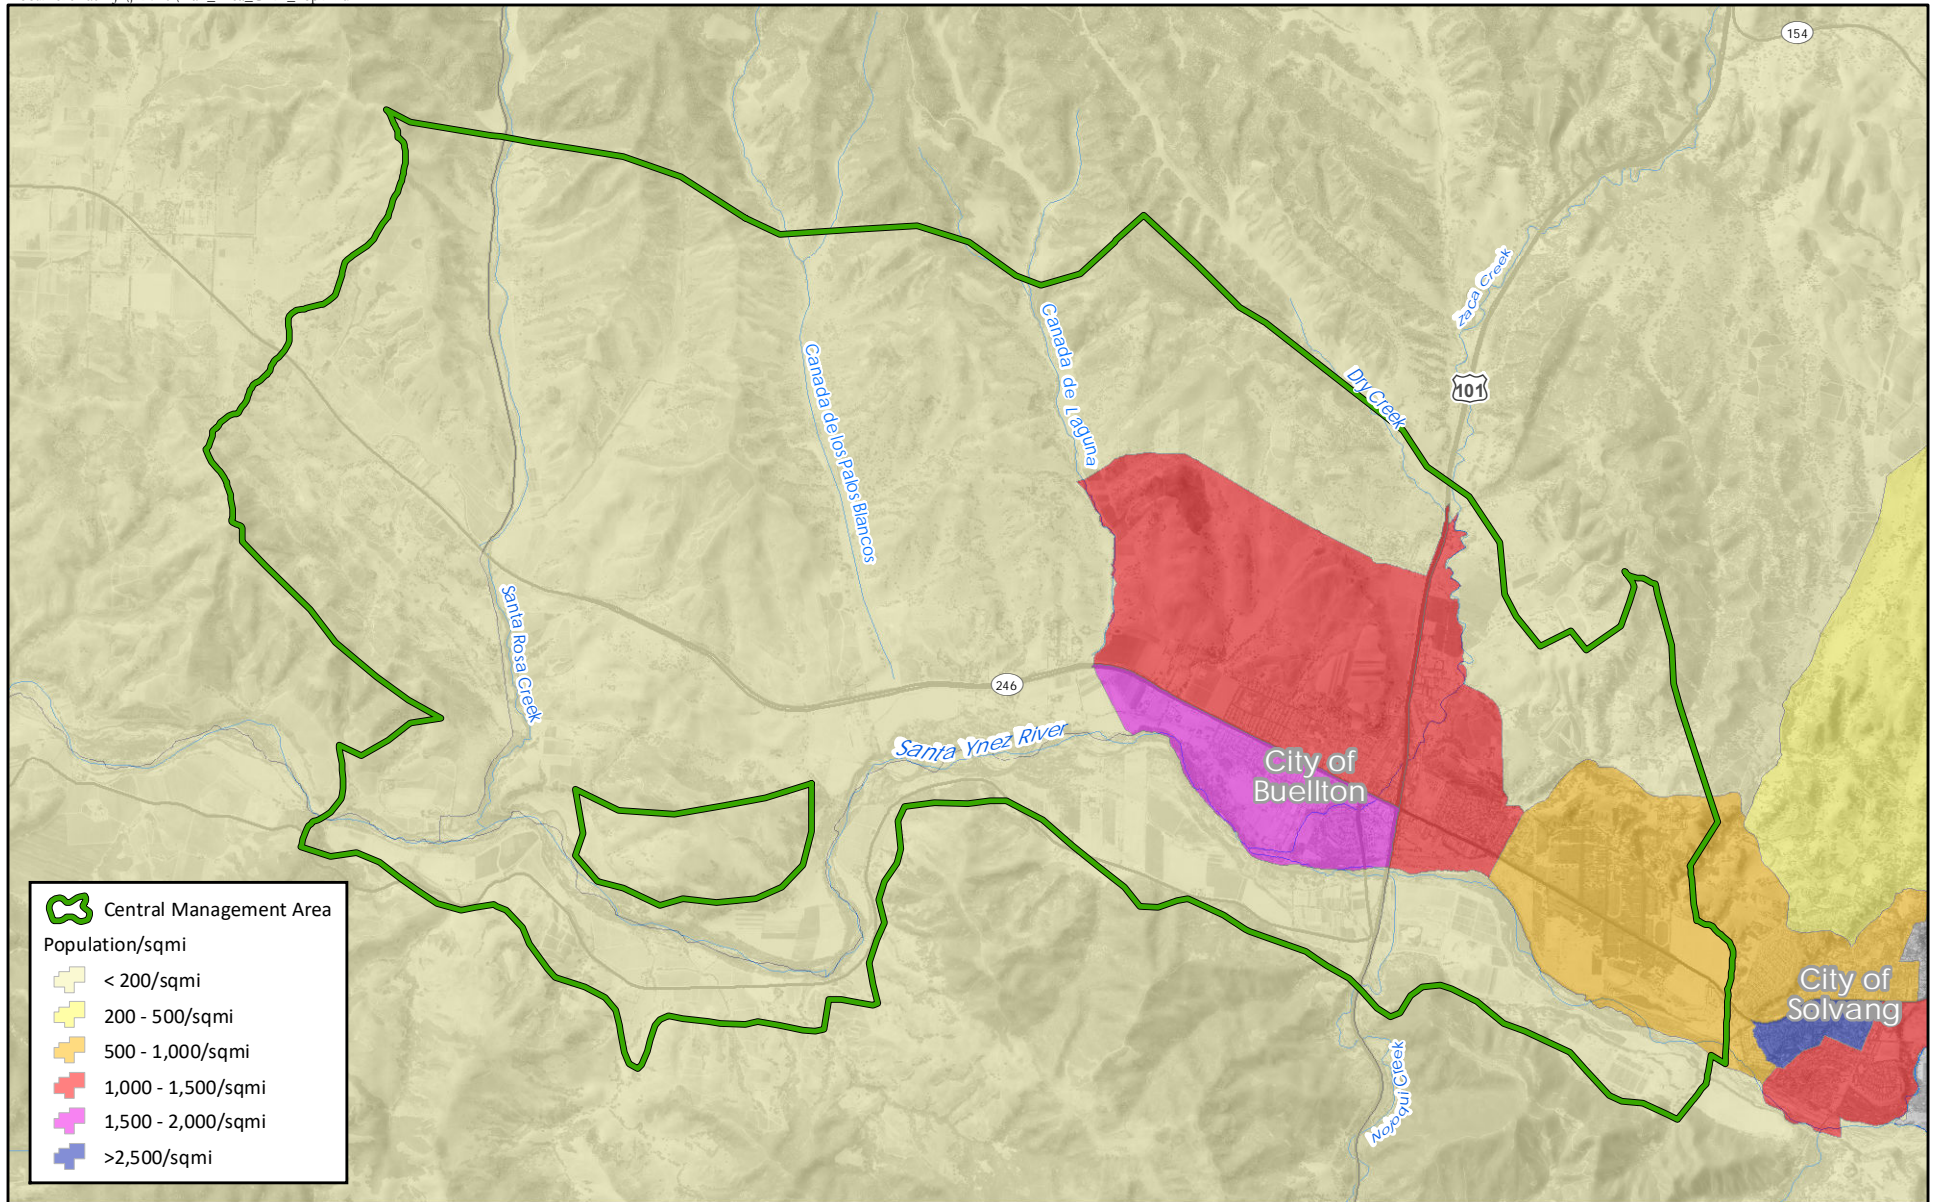 154
Zaca Creek
101
Canada de Laguna
Dry Creek
Canada de los Palos Blancos
Santa Rosa Creek
246
Santa Ynez River
City of
Buellton
City of
Solvang
Nojoqui Creek
Central Management Area
Population/sqmi
< 200/sqmi
200 - 500/sqmi
500 - 1,000/sqmi
1,000 - 1,500/sqmi
1,500 - 2,000/sqmi
>2,500/sqmi